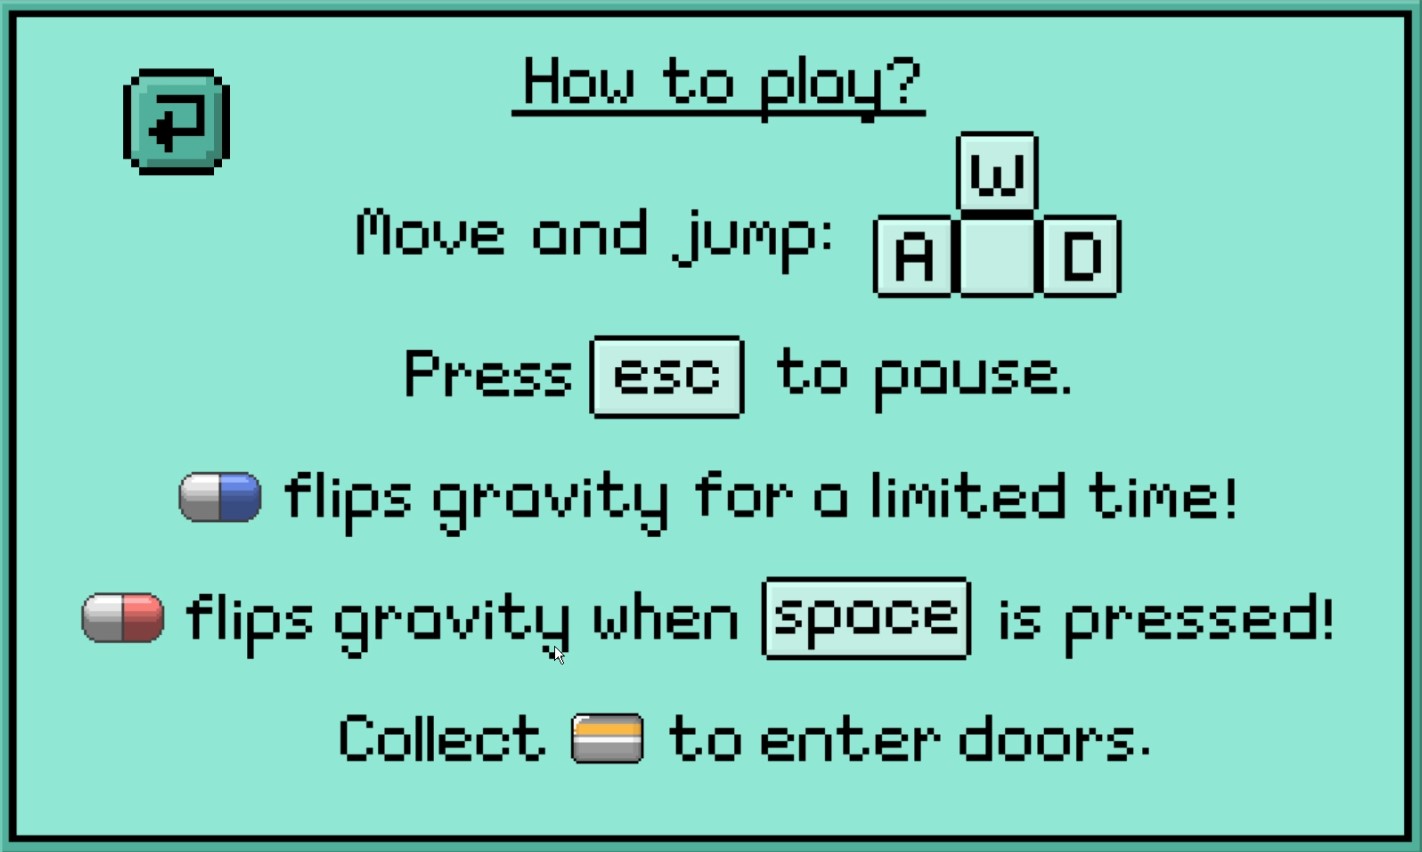 How to play?
W
Move and jump: A D
Press esc to pause.
flips gravity for a limited time!
flips gravity when space is pressed!
Collect to enter doors.